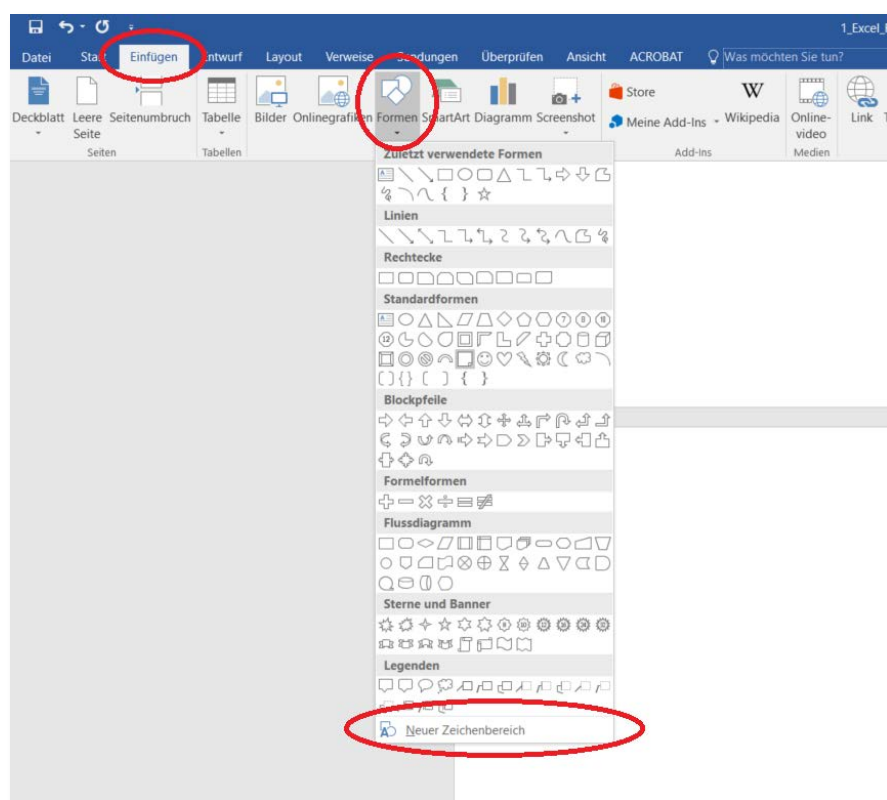 1_Excel_
Datei Start Einfügen Entwurf Layout Verweise Sendungen Überprüfen Ansicht ACROBAT Was möchten Sie tun?
Deckblatt Leere Seite Seitenumbruch Tabelle Bilder Onlinegrafiken Formen SmartArt Diagramm Screenshot Store Meine Add-Ins Wikipedia Online-video Link
Seiten Tabellen Add-Ins Medien
Zuletzt verwendete Formen
Linien
Rechtecke
Standardformen
Blockpfeile
Formelformen
Flussdiagramm
Sterne und Banner
Legenden
Neuer Zeichenbereich